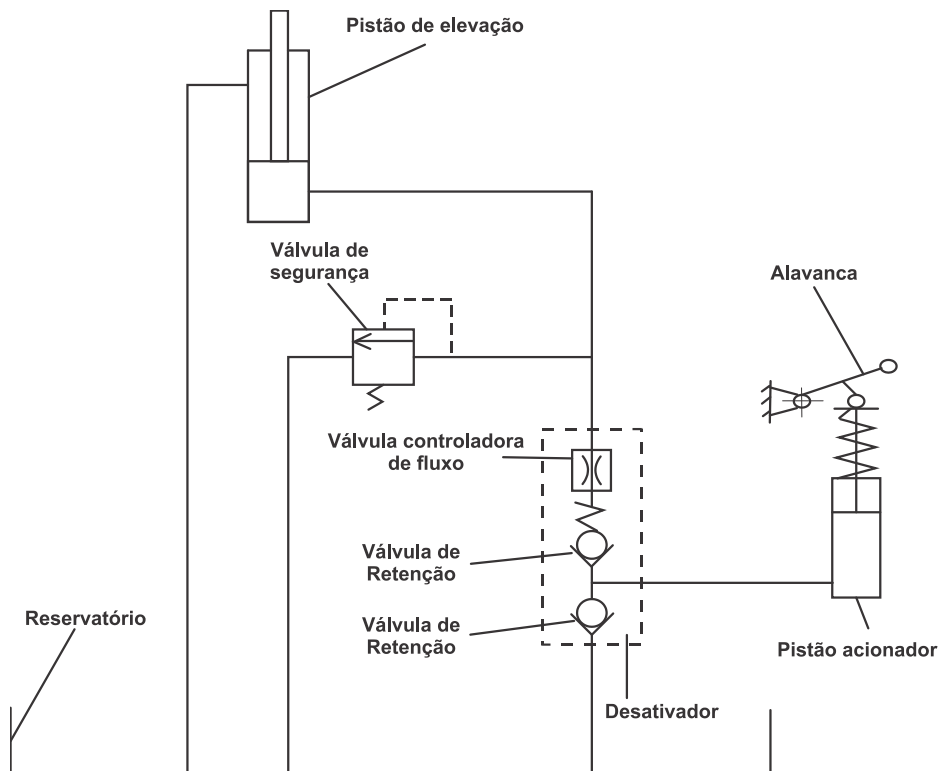 Pistão de elevação
Válvula de
segurança
Alavanca
Válvula controladora
de fluxo
Válvula de
Retenção
Reservatório
Válvula de
Retenção
Pistão acionador
Desativador